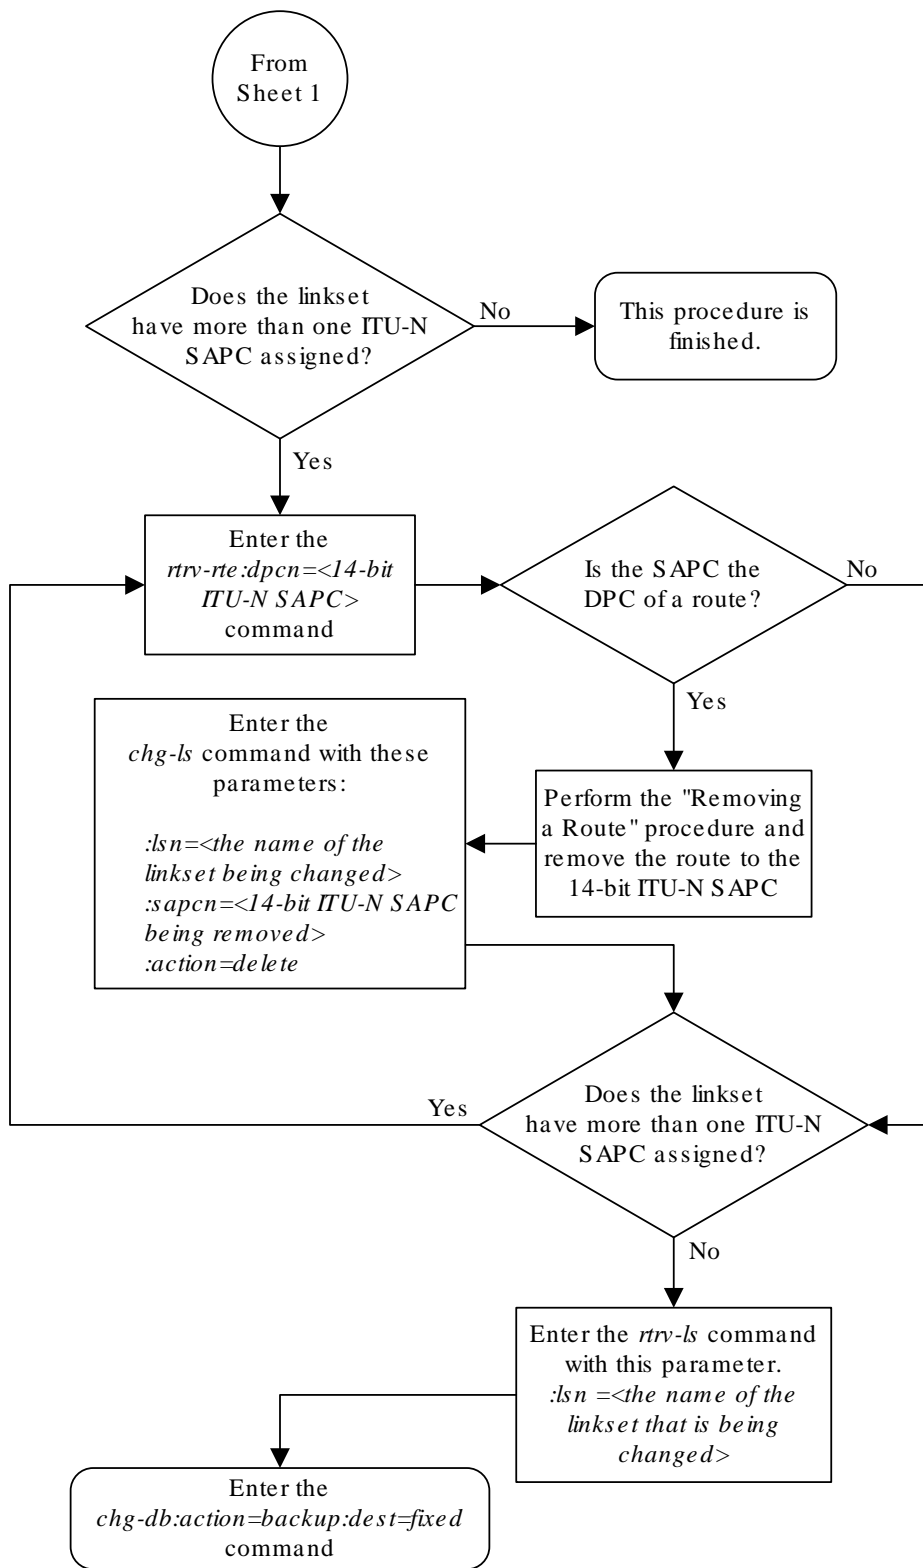 From
Sheet 1
Does the linkset
have more than one ITU-N
SAPC assigned?
No
This procedure is
finished.
Yes
Enter the
rtrv-rte:dpcn=<14-bit
ITU-N SAPC>
command
Is the SAPC the
DPC of a route?
No
Yes
Enter the
chg-ls command with these
parameters:
:lsn=<the name of the
linkset being changed>
:sapcn=<14-bit ITU-N SAPC
being removed>
:action=delete
Perform the "Removing
a Route" procedure and
remove the route to the
14-bit ITU-N SAPC
Does the linkset
have more than one ITU-N
SAPC assigned?
Yes
No
Enter the rtrv-ls command
with this parameter.
:lsn =<the name of the
linkset that is being
changed>
Enter the
chg-db:action=backup:dest=fixed
command